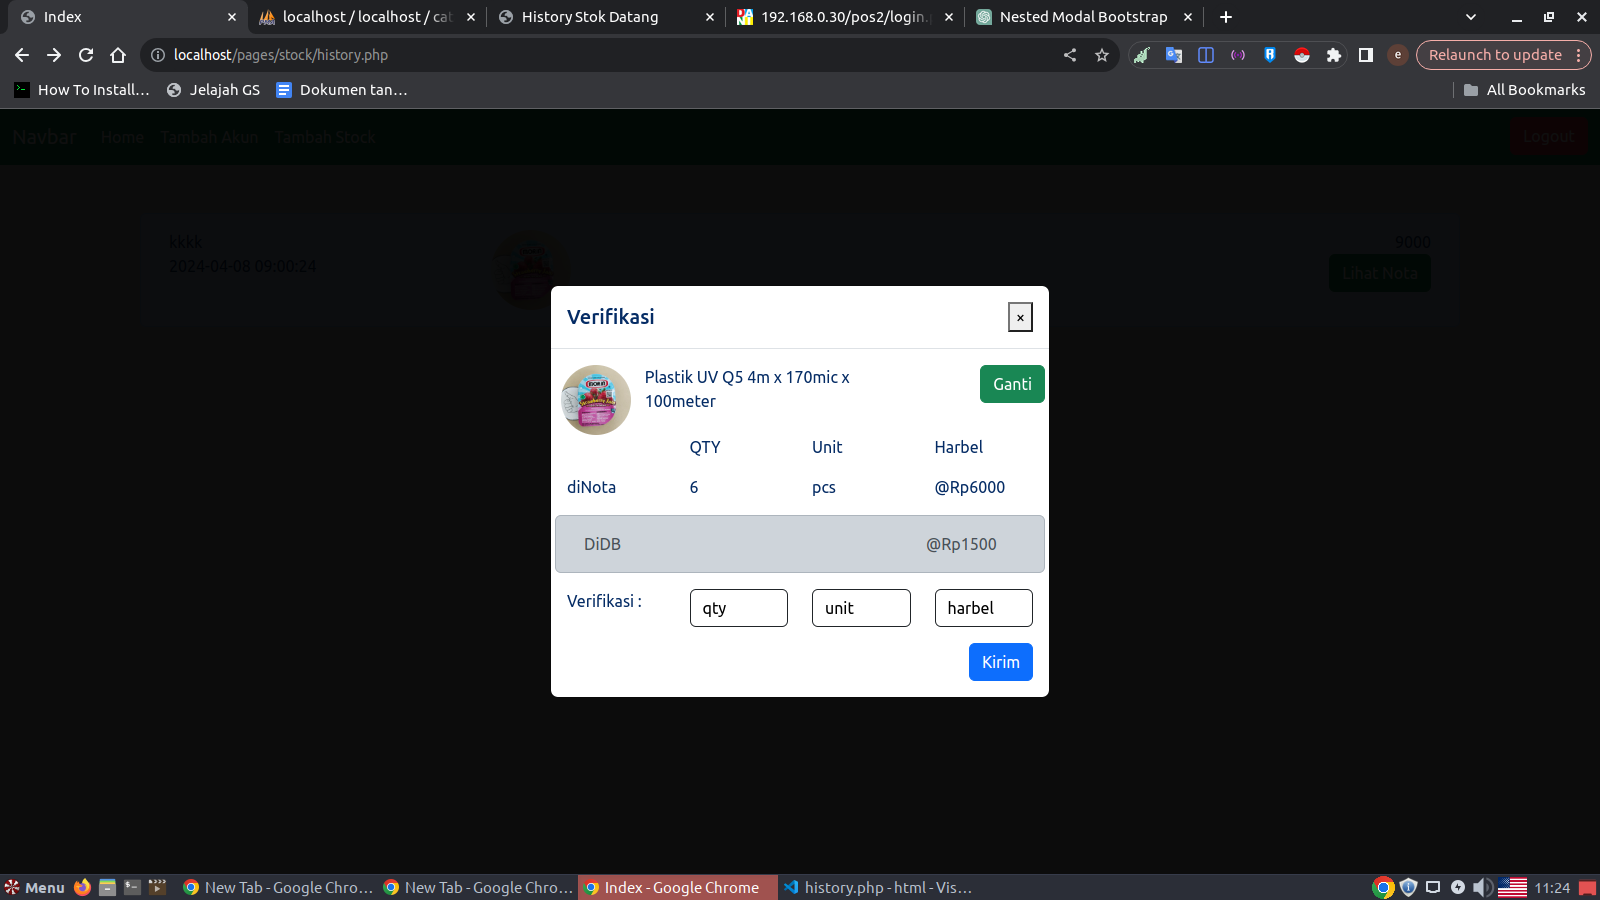 Index
localhost / localhost / cat
History Stok Datang
192.168.0.30/pos2/login.
Nested Modal Bootstrap
localhost/pages/stock/history.php
e
Relaunch to update
How To Install...
Jelajah GS
Dokumen tan...
All Bookmarks
Navbar
Home
Tambah Akun
Tambah Stock
Logout
kkkk
9000
2024-04-08 09:00:24
Lihat Nota
Verifikasi
×
Plastik UV Q5 4m x 170mic x
100meter
Ganti
QTY Unit Harbel
diNota 6 pcs @Rp6000
DiDB @Rp1500
Verifikasi : qty unit harbel
Kirim
Menu
New Tab - Google Chro...
New Tab - Google Chro...
Index - Google Chrome
history.php - html - Vis...
11:24